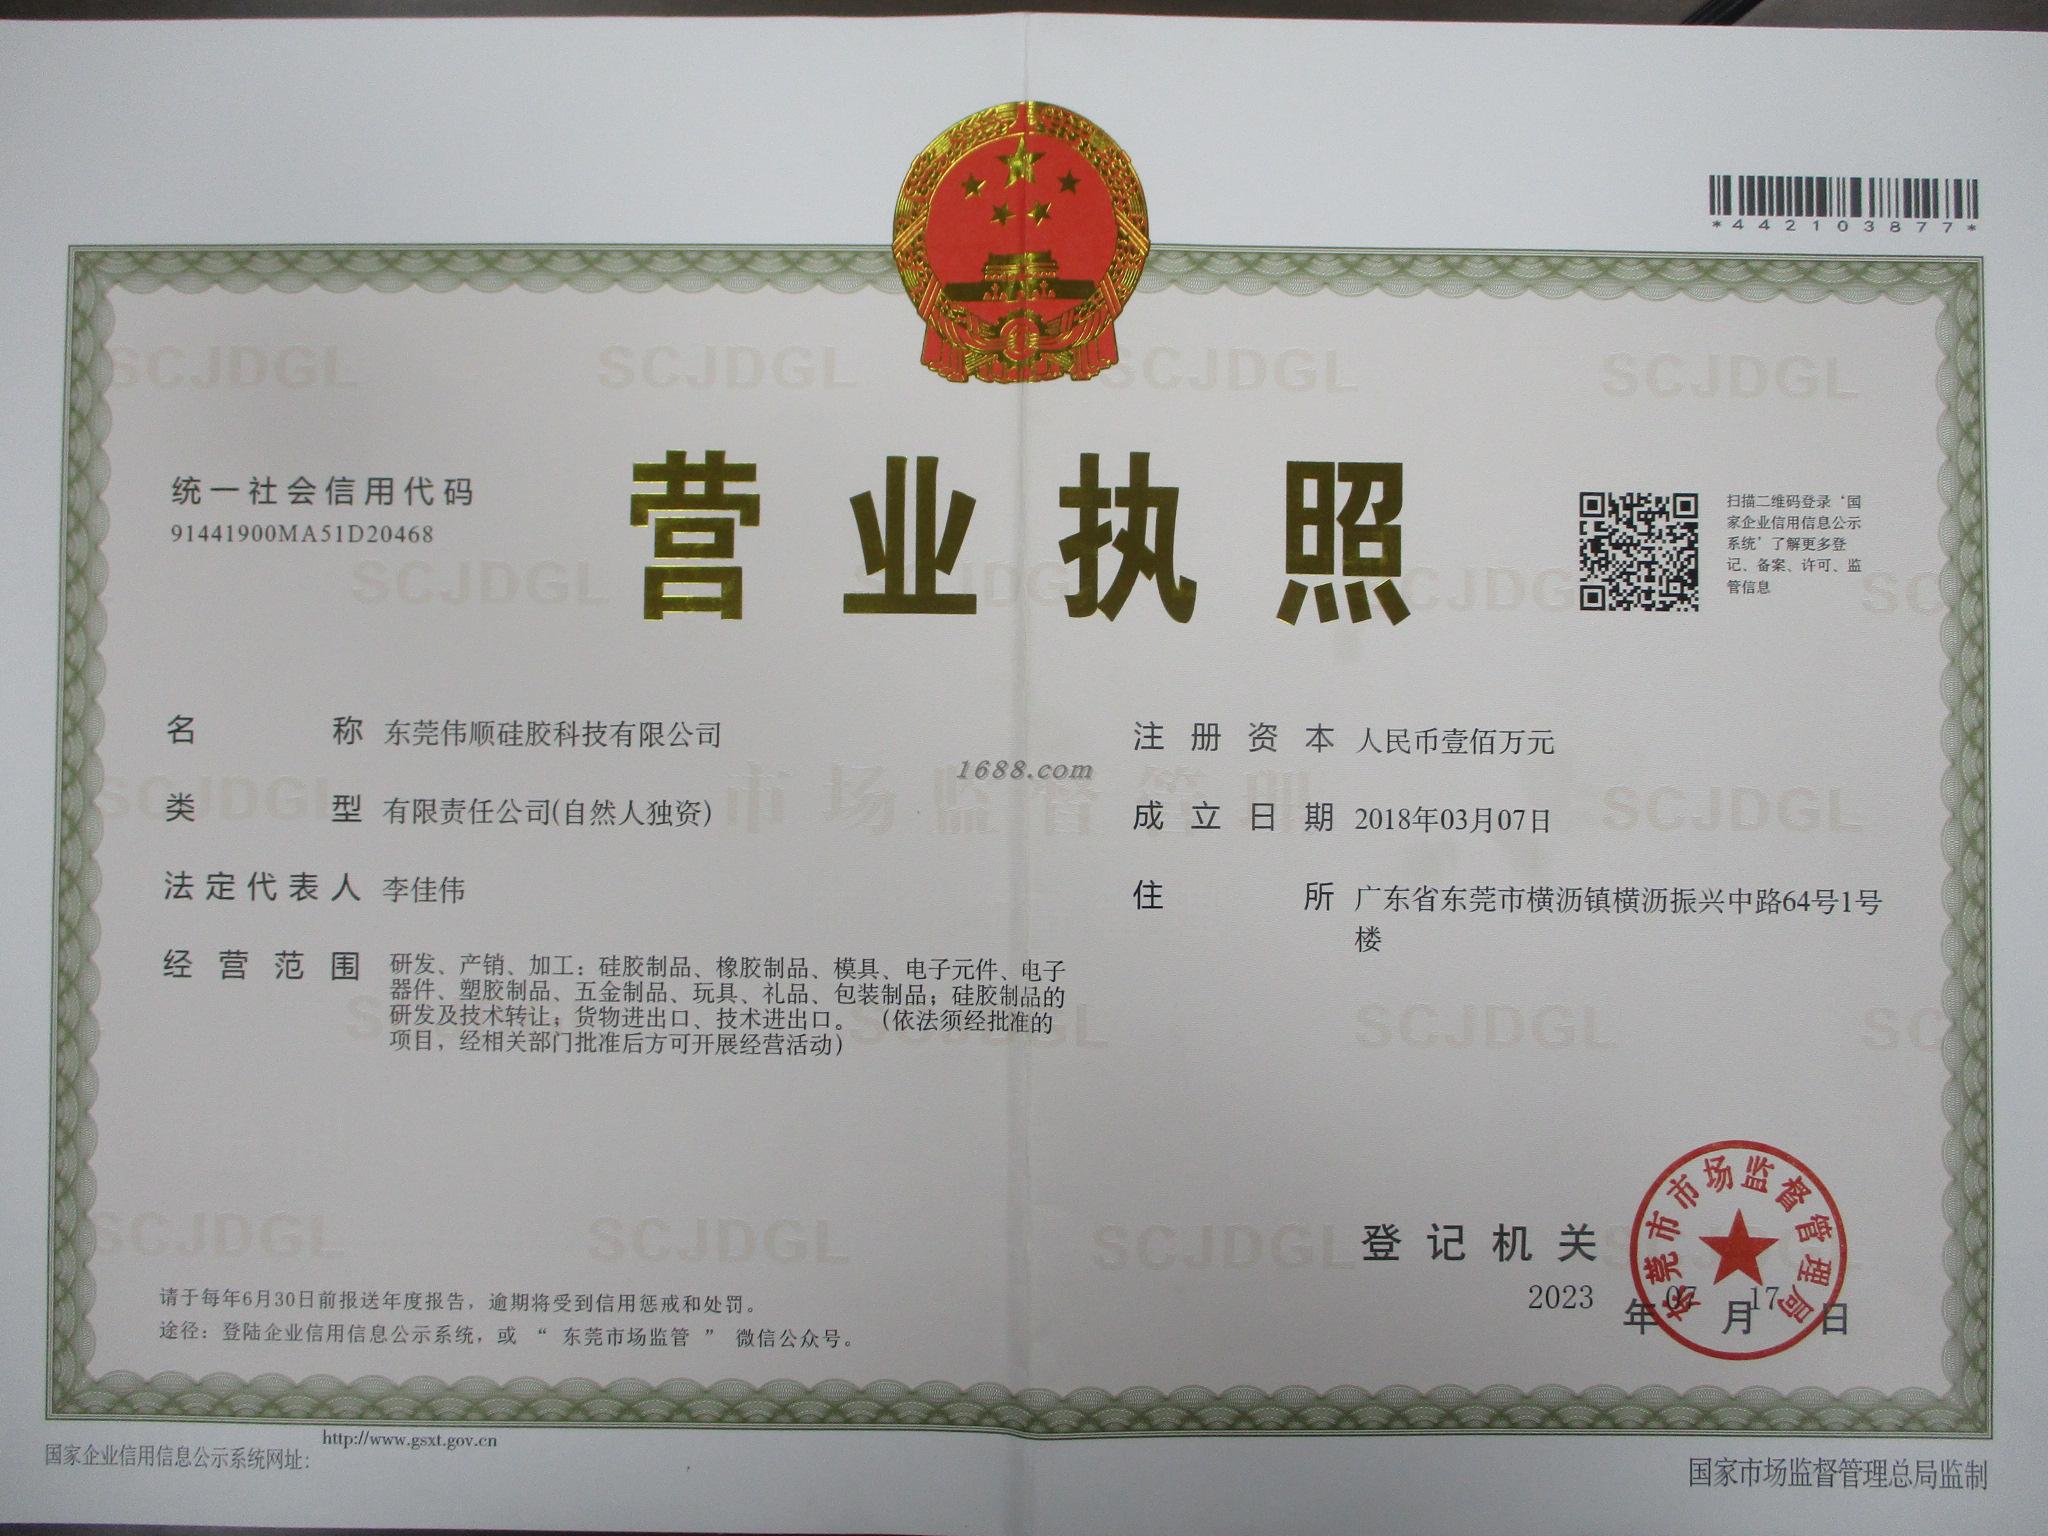 *4421038 77*
营业执照
统一社会信用代码
91441900MA51D20468
扫描二维码登录‘国
家企业信用信息公示
系统’了解更多登
记、备案、许可、监
管信息
名称 东莞伟顺硅胶科技有限公司
类型 有限责任公司(自然人独资)
法定代表人 李佳伟
经营范围 研发、产销、加工：硅胶制品、橡胶制品、模具、电子元件、电子
器件、塑胶制品、五金制品、玩具、礼品、包装制品；硅胶制品的
研发及技术转让；货物进出口、技术进出口。（依法须经批准的
项目，经相关部门批准后方可开展经营活动）
注册资本 人民币壹佰万元
成立日期 2018年03月07日
住所 广东省东莞市横沥镇横沥振兴中路64号1号
楼
1688.com
市场监督管理
SCJDGL
登记机关
东莞市市场监督管理局
2023年07月17日
请于每年6月30日前报送年度报告，逾期将受到信用惩戒和处罚。
途径：登陆企业信用信息公示系统，或“东莞市场监管”微信公众号。
国家企业信用信息公示系统网址：http://www.gsxt.gov.cn
国家市场监督管理总局监制